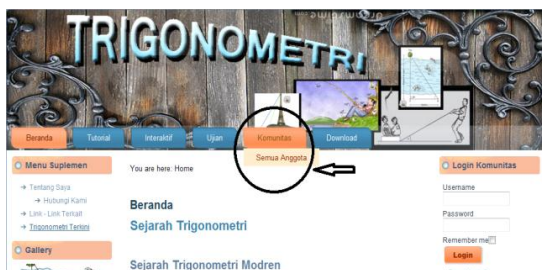 TRIGONOMETRI
Beranda Tutorial Interaktif Ujian Komunitas Download
Semua Anggota
Menu Suplemen
Tentang Saya
Hubungi Kami
Link - Link Terkait
Trigonometri Terkini
Gallery
You are here: Home
Beranda
Sejarah Trigonometri
Sejarah Trigonometri Modren
Login Komunitas
Username
Password
Remember me
Login